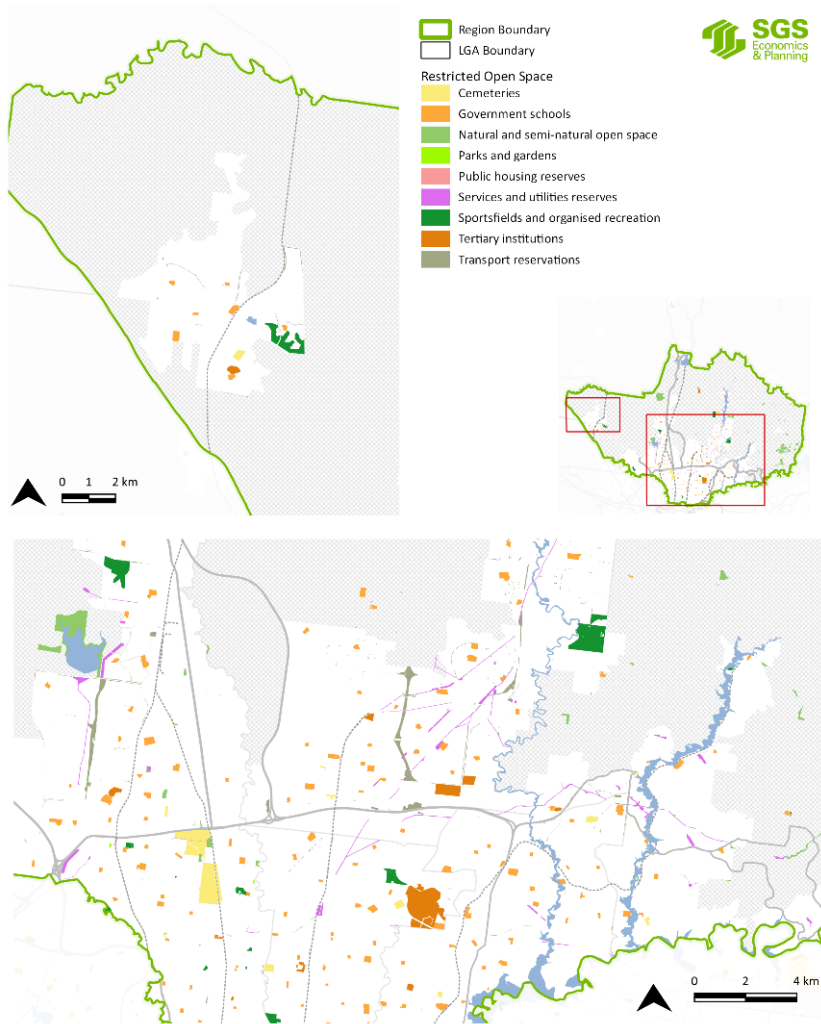 Region Boundary
LGA Boundary
Restricted Open Space
Cemeteries
Government schools
Natural and semi-natural open space
Parks and gardens
Public housing reserves
Services and utilities reserves
Sportsfields and organised recreation
Tertiary institutions
Transport reservations
SGS
Economics
& Planning
0 1 2 km
0 2 4 km